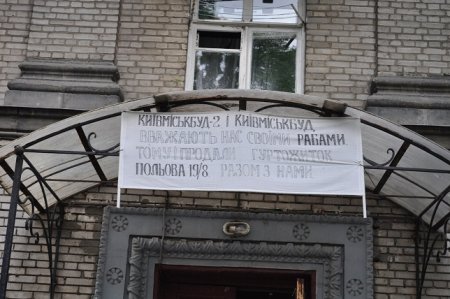 КИЇВМІСЬКБУД-2 І КИЇВМІСЬКБУД
ВВАЖАЮТЬ НАС СВОЇМИ РАБАМИ.
ТОМУ І ПРОДАЛИ ГУРТОЖИТОК
ПОЛЬОВА 19/8 РАЗОМ З НАМИ.